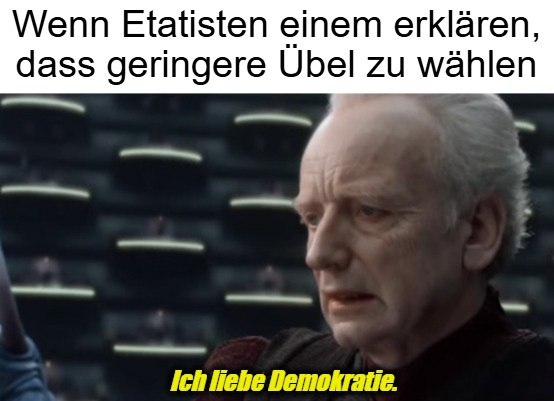 Wenn Etatisten einem erklären,
dass geringere Übel zu wählen
Ich liebe Demokratie.